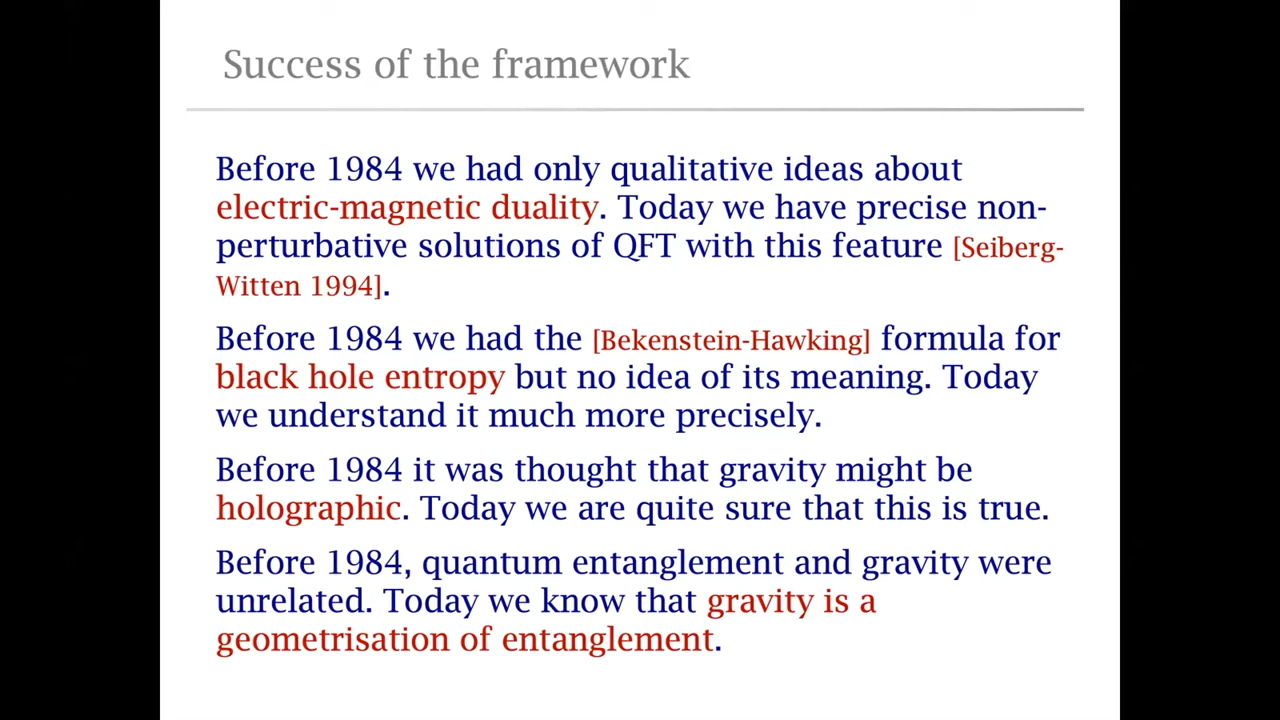 Success of the framework
Before 1984 we had only qualitative ideas about
electric-magnetic duality. Today we have precise non-
perturbative solutions of QFT with this feature [Seiberg-
Witten 1994].
Before 1984 we had the [Bekenstein-Hawking] formula for
black hole entropy but no idea of its meaning. Today
we understand it much more precisely.
Before 1984 it was thought that gravity might be
holographic. Today we are quite sure that this is true.
Before 1984, quantum entanglement and gravity were
unrelated. Today we know that gravity is a
geometrisation of entanglement.